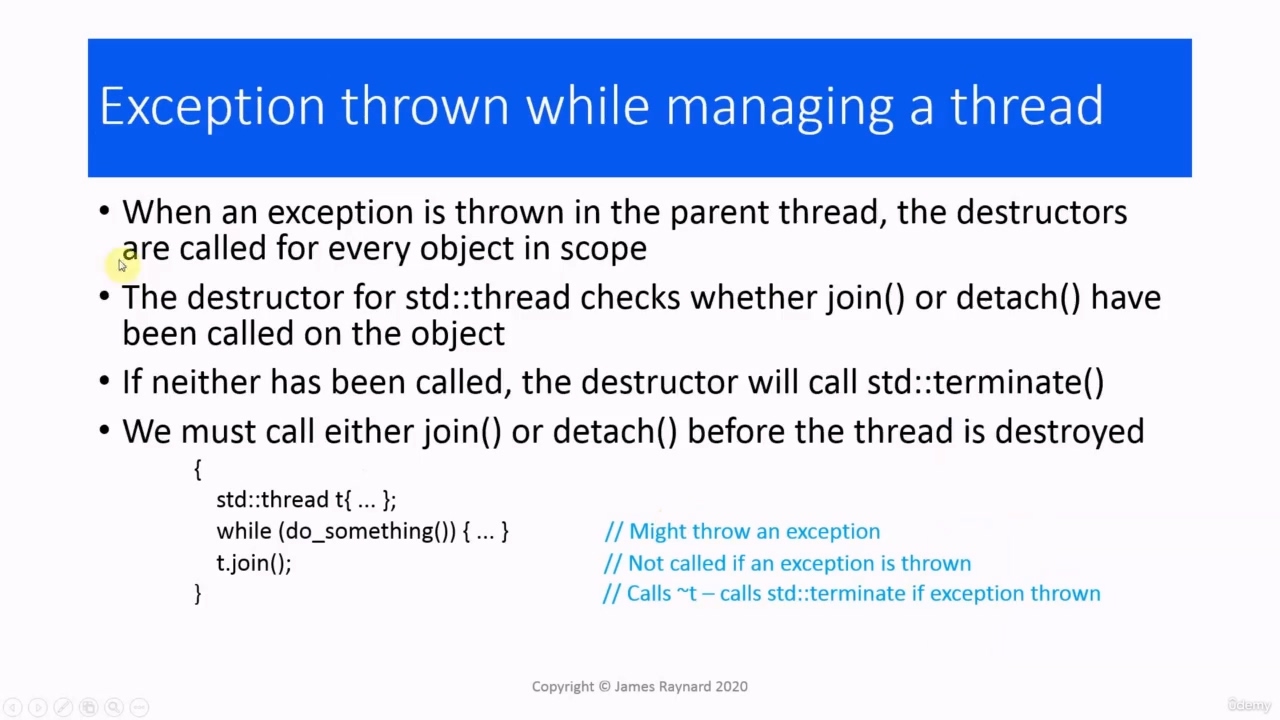 Exception thrown while managing a thread
• When an exception is thrown in the parent thread, the destructors
are called for every object in scope
• The destructor for std::thread checks whether join() or detach() have
been called on the object
• If neither has been called, the destructor will call std::terminate()
• We must call either join() or detach() before the thread is destroyed
{
std::thread t{ ... };
while (do_something()) { ... } // Might throw an exception
t.join(); // Not called if an exception is thrown
} // Calls ~t – calls std::terminate if exception thrown
Copyright © James Raynard 2020
ûdemy